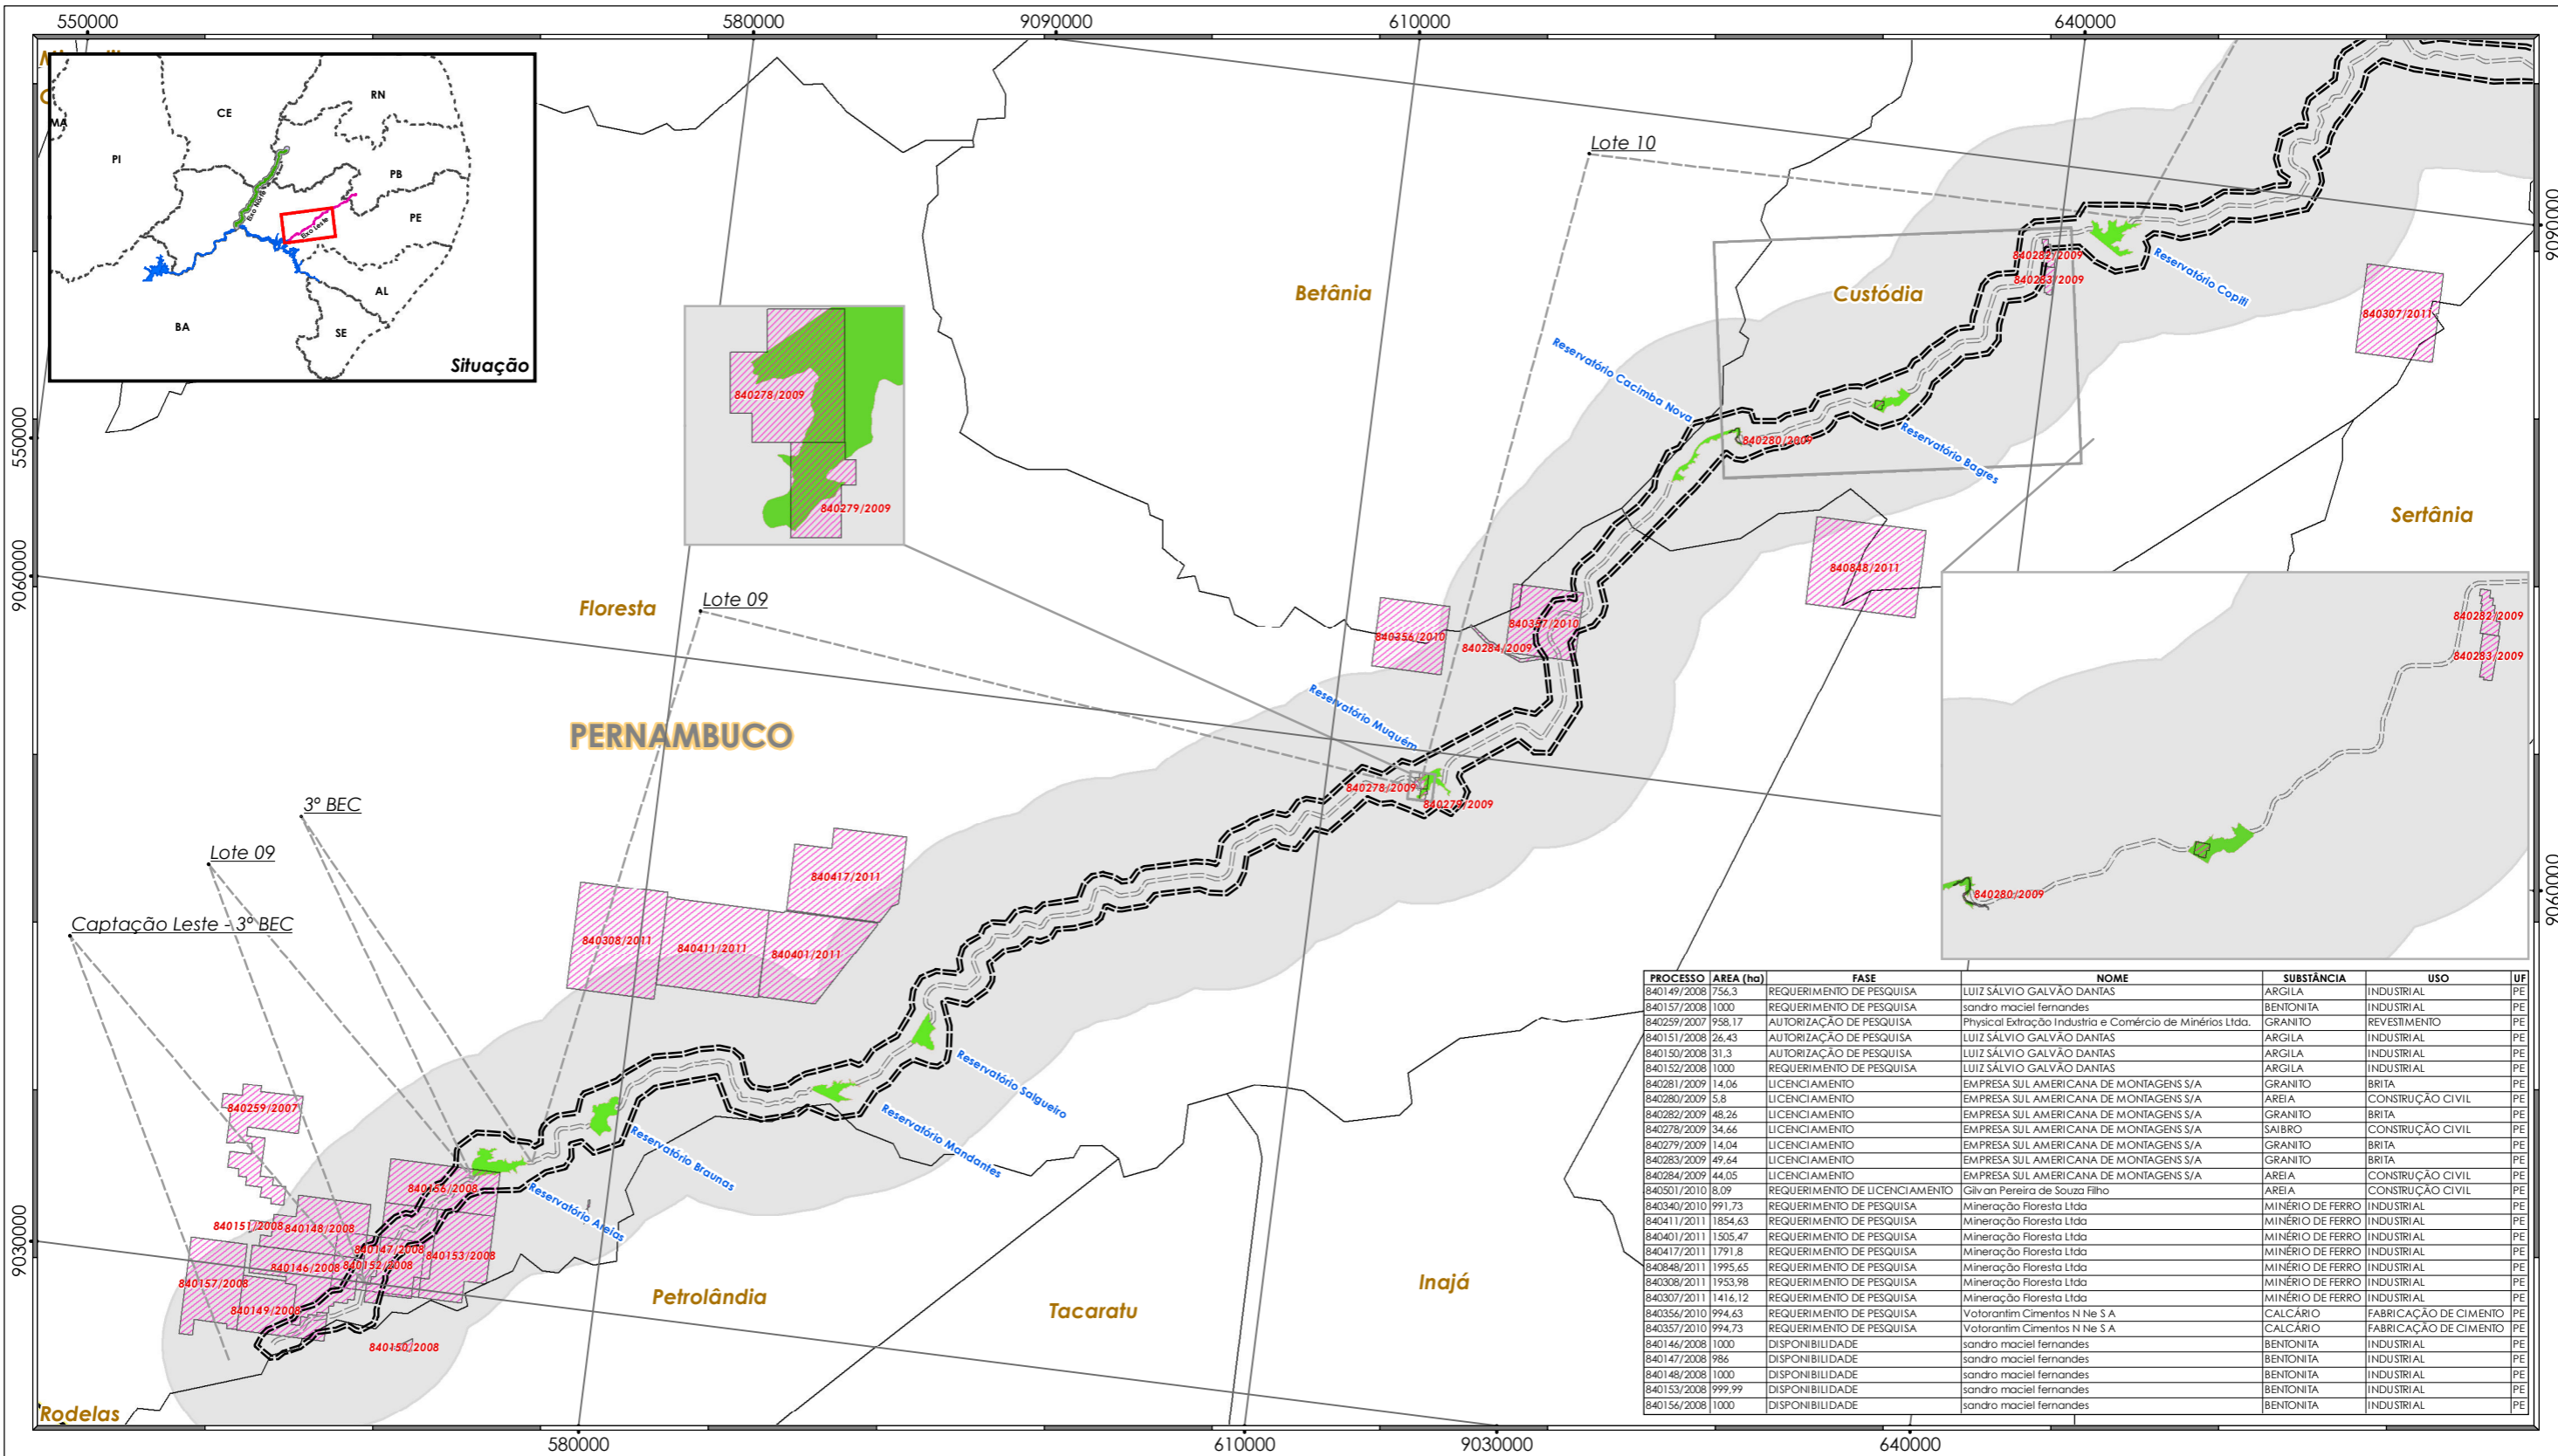 550000
580000
9090000
610000
640000
MA
PI
CE
RN
PB
PE
AL
SE
BA
Eixo Norte
Eixo Leste
Situação
Lote 10
9090000
Betânia
Custódia
840282/2009
840283/2009
Reservatório Copiti
840307/2011
Reservatório Cacimba Nova
840278/2009
840279/2009
550000
840280/2009
Reservatório Bagres
Sertânia
840848/2011
9060000
Floresta
Lote 09
840356/2010
840357/2010
840284/2009
840282/2009
840283/2009
Reservatório Muquém
PERNAMBUCO
840278/2009
840279/2009
3º BEC
Lote 09
Captação Leste - 3º BEC
840417/2011
840308/2011
840411/2011
840401/2011
840280/2009
9060000
Reservatório Salgueiro
Reservatório Mandantes
Reservatório Braunas
Reservatório Areias
840259/2007
840156/2008
840151/2008
840148/2008
840147/2008
840153/2008
840146/2008
840152/2008
840157/2008
840149/2008
840150/2008
9030000
Petrolândia
Tacaratu
Inajá
Rodelas
PROCESSO AREA (ha) FASE NOME SUBSTÂNCIA USO UF
840149/2008 756,3 REQUERIMENTO DE PESQUISA LUIZ SÁLVIO GALVÃO DANTAS ARGILA INDUSTRIAL PE
840157/2008 1000 REQUERIMENTO DE PESQUISA sandro maciel fernandes BENTONITA INDUSTRIAL PE
840259/2007 958,17 AUTORIZAÇÃO DE PESQUISA Physical Extração Industria e Comércio de Minérios Ltda. GRANITO REVESTIMENTO PE
840151/2008 26,43 AUTORIZAÇÃO DE PESQUISA LUIZ SÁLVIO GALVÃO DANTAS ARGILA INDUSTRIAL PE
840150/2008 31,3 AUTORIZAÇÃO DE PESQUISA LUIZ SÁLVIO GALVÃO DANTAS ARGILA INDUSTRIAL PE
840152/2008 1000 REQUERIMENTO DE PESQUISA LUIZ SÁLVIO GALVÃO DANTAS ARGILA INDUSTRIAL PE
840281/2009 14,06 LICENCIAMENTO EMPRESA SUL AMERICANA DE MONTAGENS S/A GRANITO BRITA PE
840280/2009 5,8 LICENCIAMENTO EMPRESA SUL AMERICANA DE MONTAGENS S/A AREIA CONSTRUÇÃO CIVIL PE
840282/2009 48,26 LICENCIAMENTO EMPRESA SUL AMERICANA DE MONTAGENS S/A GRANITO BRITA PE
840278/2009 34,66 LICENCIAMENTO EMPRESA SUL AMERICANA DE MONTAGENS S/A SAIBRO CONSTRUÇÃO CIVIL PE
840279/2009 14,04 LICENCIAMENTO EMPRESA SUL AMERICANA DE MONTAGENS S/A GRANITO BRITA PE
840283/2009 49,64 LICENCIAMENTO EMPRESA SUL AMERICANA DE MONTAGENS S/A GRANITO BRITA PE
840284/2009 44,05 LICENCIAMENTO EMPRESA SUL AMERICANA DE MONTAGENS S/A AREIA CONSTRUÇÃO CIVIL PE
840501/2010 8,09 REQUERIMENTO DE LICENCIAMENTO Gilvan Pereira de Souza Filho AREIA CONSTRUÇÃO CIVIL PE
840340/2010 991,73 REQUERIMENTO DE PESQUISA Mineração Floresta Ltda MINÉRIO DE FERRO INDUSTRIAL PE
840411/2011 1854,63 REQUERIMENTO DE PESQUISA Mineração Floresta Ltda MINÉRIO DE FERRO INDUSTRIAL PE
840401/2011 1505,47 REQUERIMENTO DE PESQUISA Mineração Floresta Ltda MINÉRIO DE FERRO INDUSTRIAL PE
840417/2011 1791,8 REQUERIMENTO DE PESQUISA Mineração Floresta Ltda MINÉRIO DE FERRO INDUSTRIAL PE
840848/2011 1995,65 REQUERIMENTO DE PESQUISA Mineração Floresta Ltda MINÉRIO DE FERRO INDUSTRIAL PE
840308/2011 1953,98 REQUERIMENTO DE PESQUISA Mineração Floresta Ltda MINÉRIO DE FERRO INDUSTRIAL PE
840307/2011 1416,12 REQUERIMENTO DE PESQUISA Mineração Floresta Ltda MINÉRIO DE FERRO INDUSTRIAL PE
840356/2010 994,63 REQUERIMENTO DE PESQUISA Votorantim Cimentos N Ne S A CALCÁRIO FABRICAÇÃO DE CIMENTO PE
840357/2010 994,73 REQUERIMENTO DE PESQUISA Votorantim Cimentos N Ne S A CALCÁRIO FABRICAÇÃO DE CIMENTO PE
840146/2008 1000 DISPONIBILIDADE sandro maciel fernandes BENTONITA INDUSTRIAL PE
840147/2008 986 DISPONIBILIDADE sandro maciel fernandes BENTONITA INDUSTRIAL PE
840148/2008 1000 DISPONIBILIDADE sandro maciel fernandes BENTONITA INDUSTRIAL PE
840153/2008 999,99 DISPONIBILIDADE sandro maciel fernandes BENTONITA INDUSTRIAL PE
840156/2008 1000 DISPONIBILIDADE sandro maciel fernandes BENTONITA INDUSTRIAL PE
580000
610000
9030000
640000